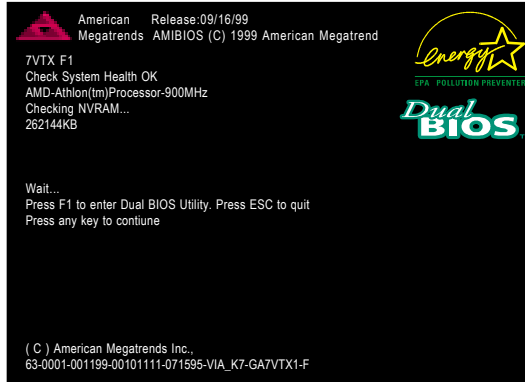 American Release:09/16/99
Megatrends AMIBIOS (C) 1999 American Megatrend
energy
EPA POLLUTION PREVENTER
Dual
BIOS
7VTX F1
Check System Health OK
AMD-Athlon(tm)Processor-900MHz
Checking NVRAM...
262144KB
Wait...
Press F1 to enter Dual BIOS Utility. Press ESC to quit
Press any key to contiune
( C ) American Megatrends Inc.,
63-0001-001199-00101111-071595-VIA_K7-GA7VTX1-F